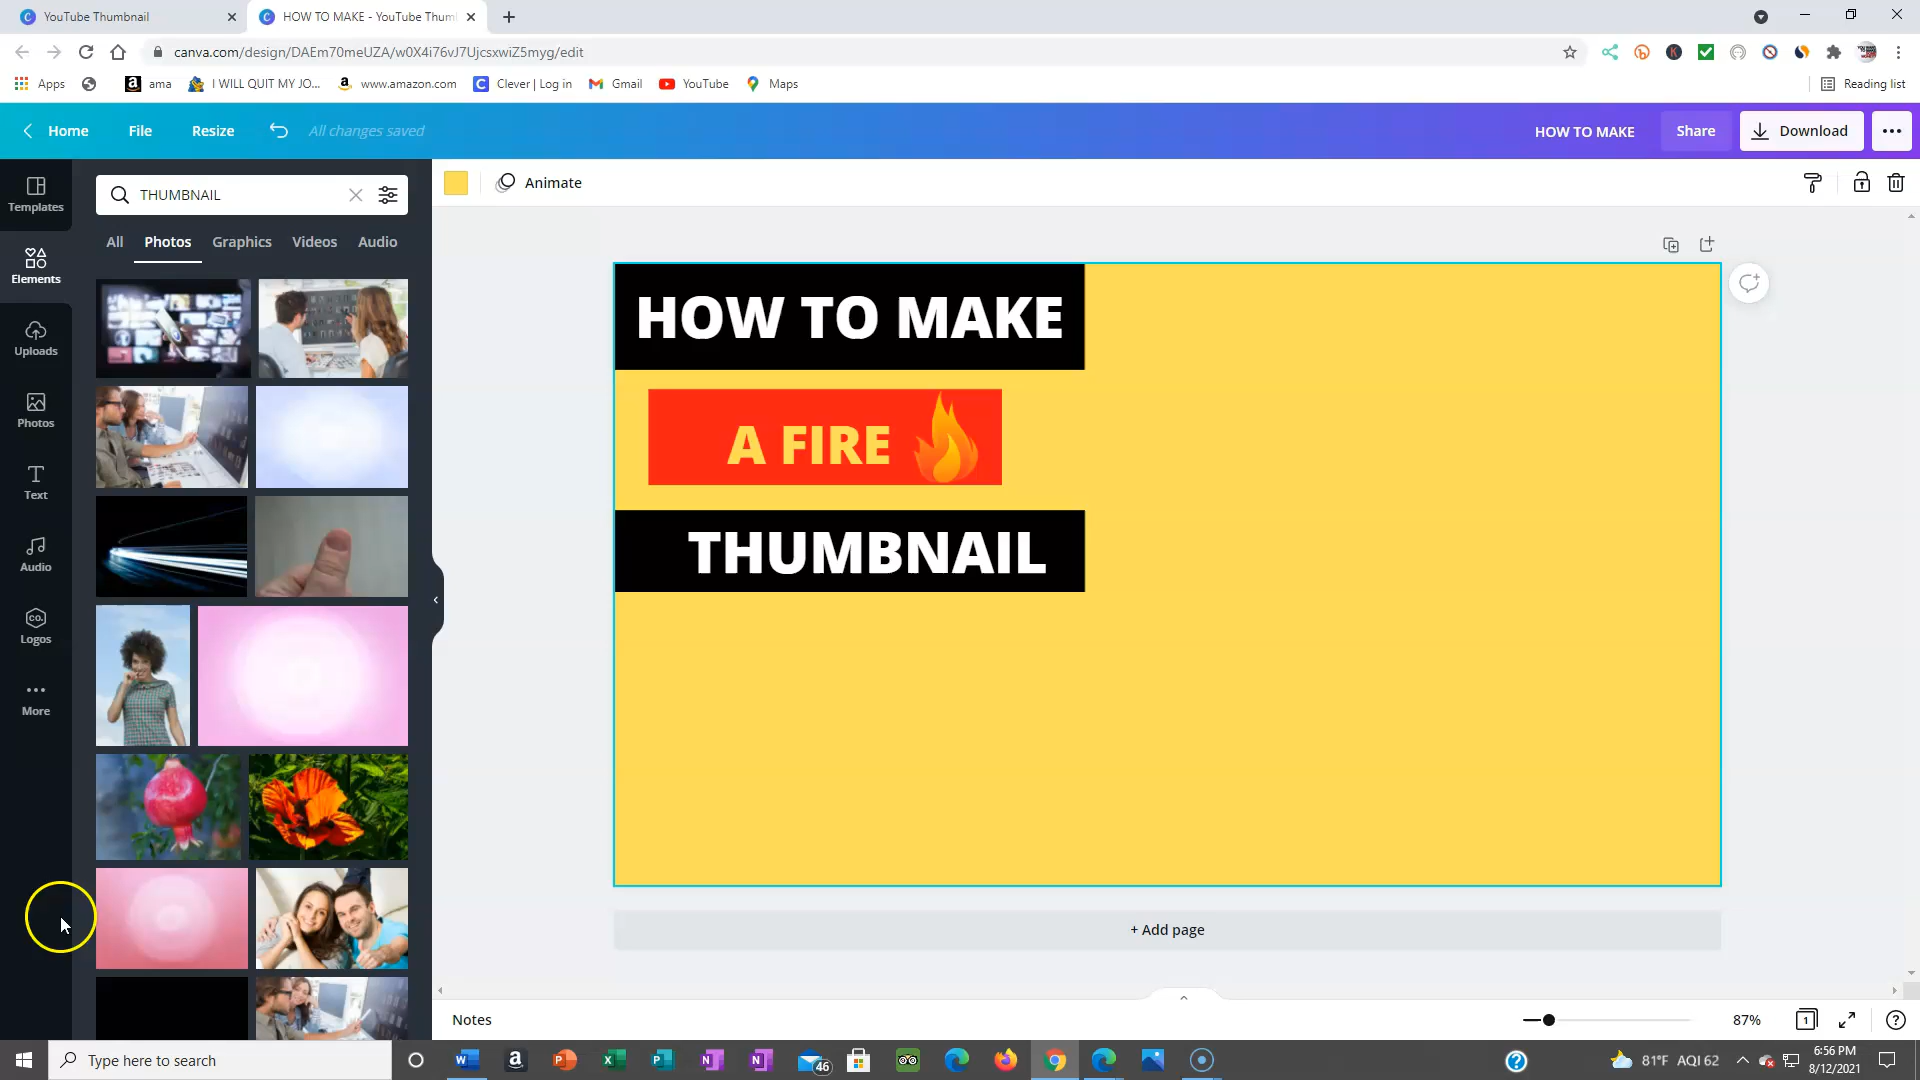 YouTube Thumbnail
HOW TO MAKE - YouTube Thum
canva.com/design/DAEm70meUZA/w0X4i76vJ7UjcsxwiZ5myg/edit
Apps
ama
I WILL QUIT MY JO...
www.amazon.com
Clever | Log in
Gmail
YouTube
Maps
Reading list
Home
File
Resize
All changes saved
HOW TO MAKE
Share
Download
Templates
Elements
Uploads
Photos
Text
Audio
CO.
Logos
More
THUMBNAIL
All
Photos
Graphics
Videos
Audio
Animate
HOW TO MAKE
A FIRE
THUMBNAIL
+ Add page
Notes
87%
1
Type here to search
46
81°F AQI 62
6:56 PM
8/12/2021